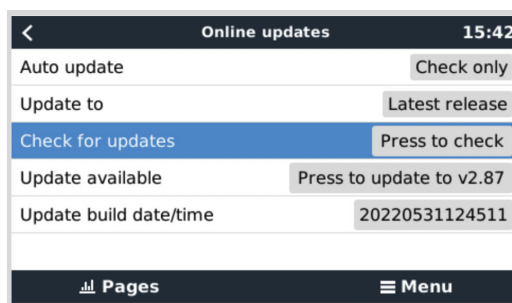 Online updates 15:42
Auto update Check only
Update to Latest release
Check for updates Press to check
Update available Press to update to v2.87
Update build date/time 20220531124511
Pages Menu